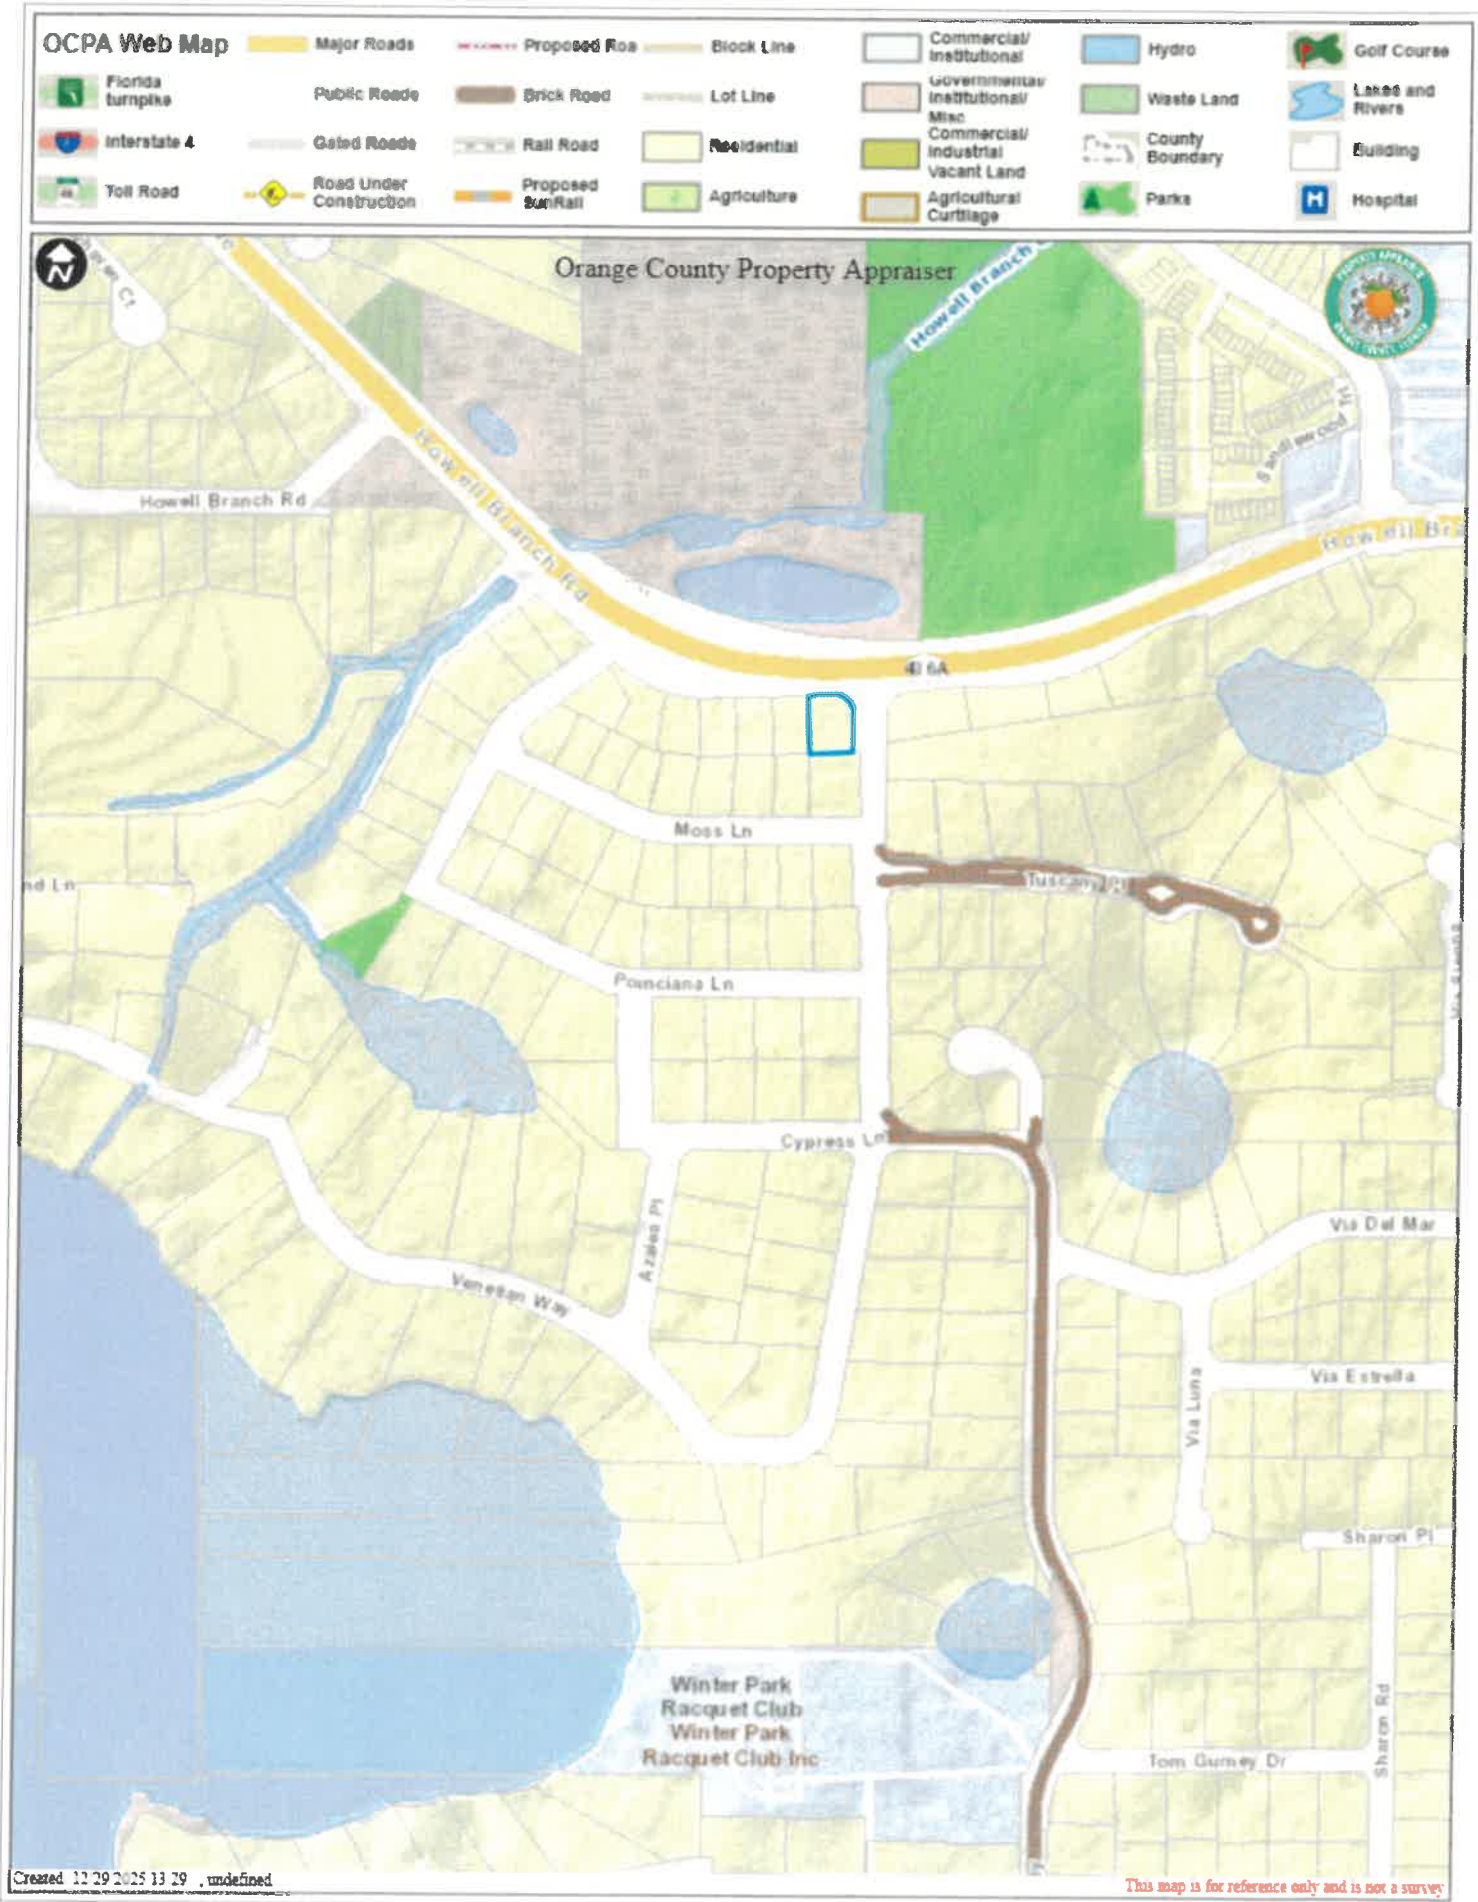 OCPA Web Map
Major Roads
Proposed Roa
Block Line
Commercial/
Institutional
Hydro
Golf Course
Florida
turnpike
Public Roads
Brick Road
Lot Line
Governmental/
Institutional/
Misc
Waste Land
Lakes and
Rivers
Interstate 4
Gated Roads
Rail Road
Residential
Commercial/
Industrial
Vacant Land
County
Boundary
Building
Toll Road
Road Under
Construction
Proposed
SunRail
Agriculture
Agricultural
Curtilage
Parks
H
Hospital
N
Orange County Property Appraiser
Howell Branch
Ct
Sandlewood
Howell Branch Rd
Howell Branch Rd
Howell Bra
436A
Moss Ln
nd Ln
Tuscany Pl
Poinciana Ln
Cypress Ln
Azalea Pl
Venetian Way
Via Del Mar
Via Luna
Via Estrella
Sharon Pl
Sharon Rd
Winter Park
Racquet Club
Winter Park
Racquet Club Inc
Tom Gurney Dr
Created 12 29 2025 13 29 , undefined
This map is for reference only and is not a survey